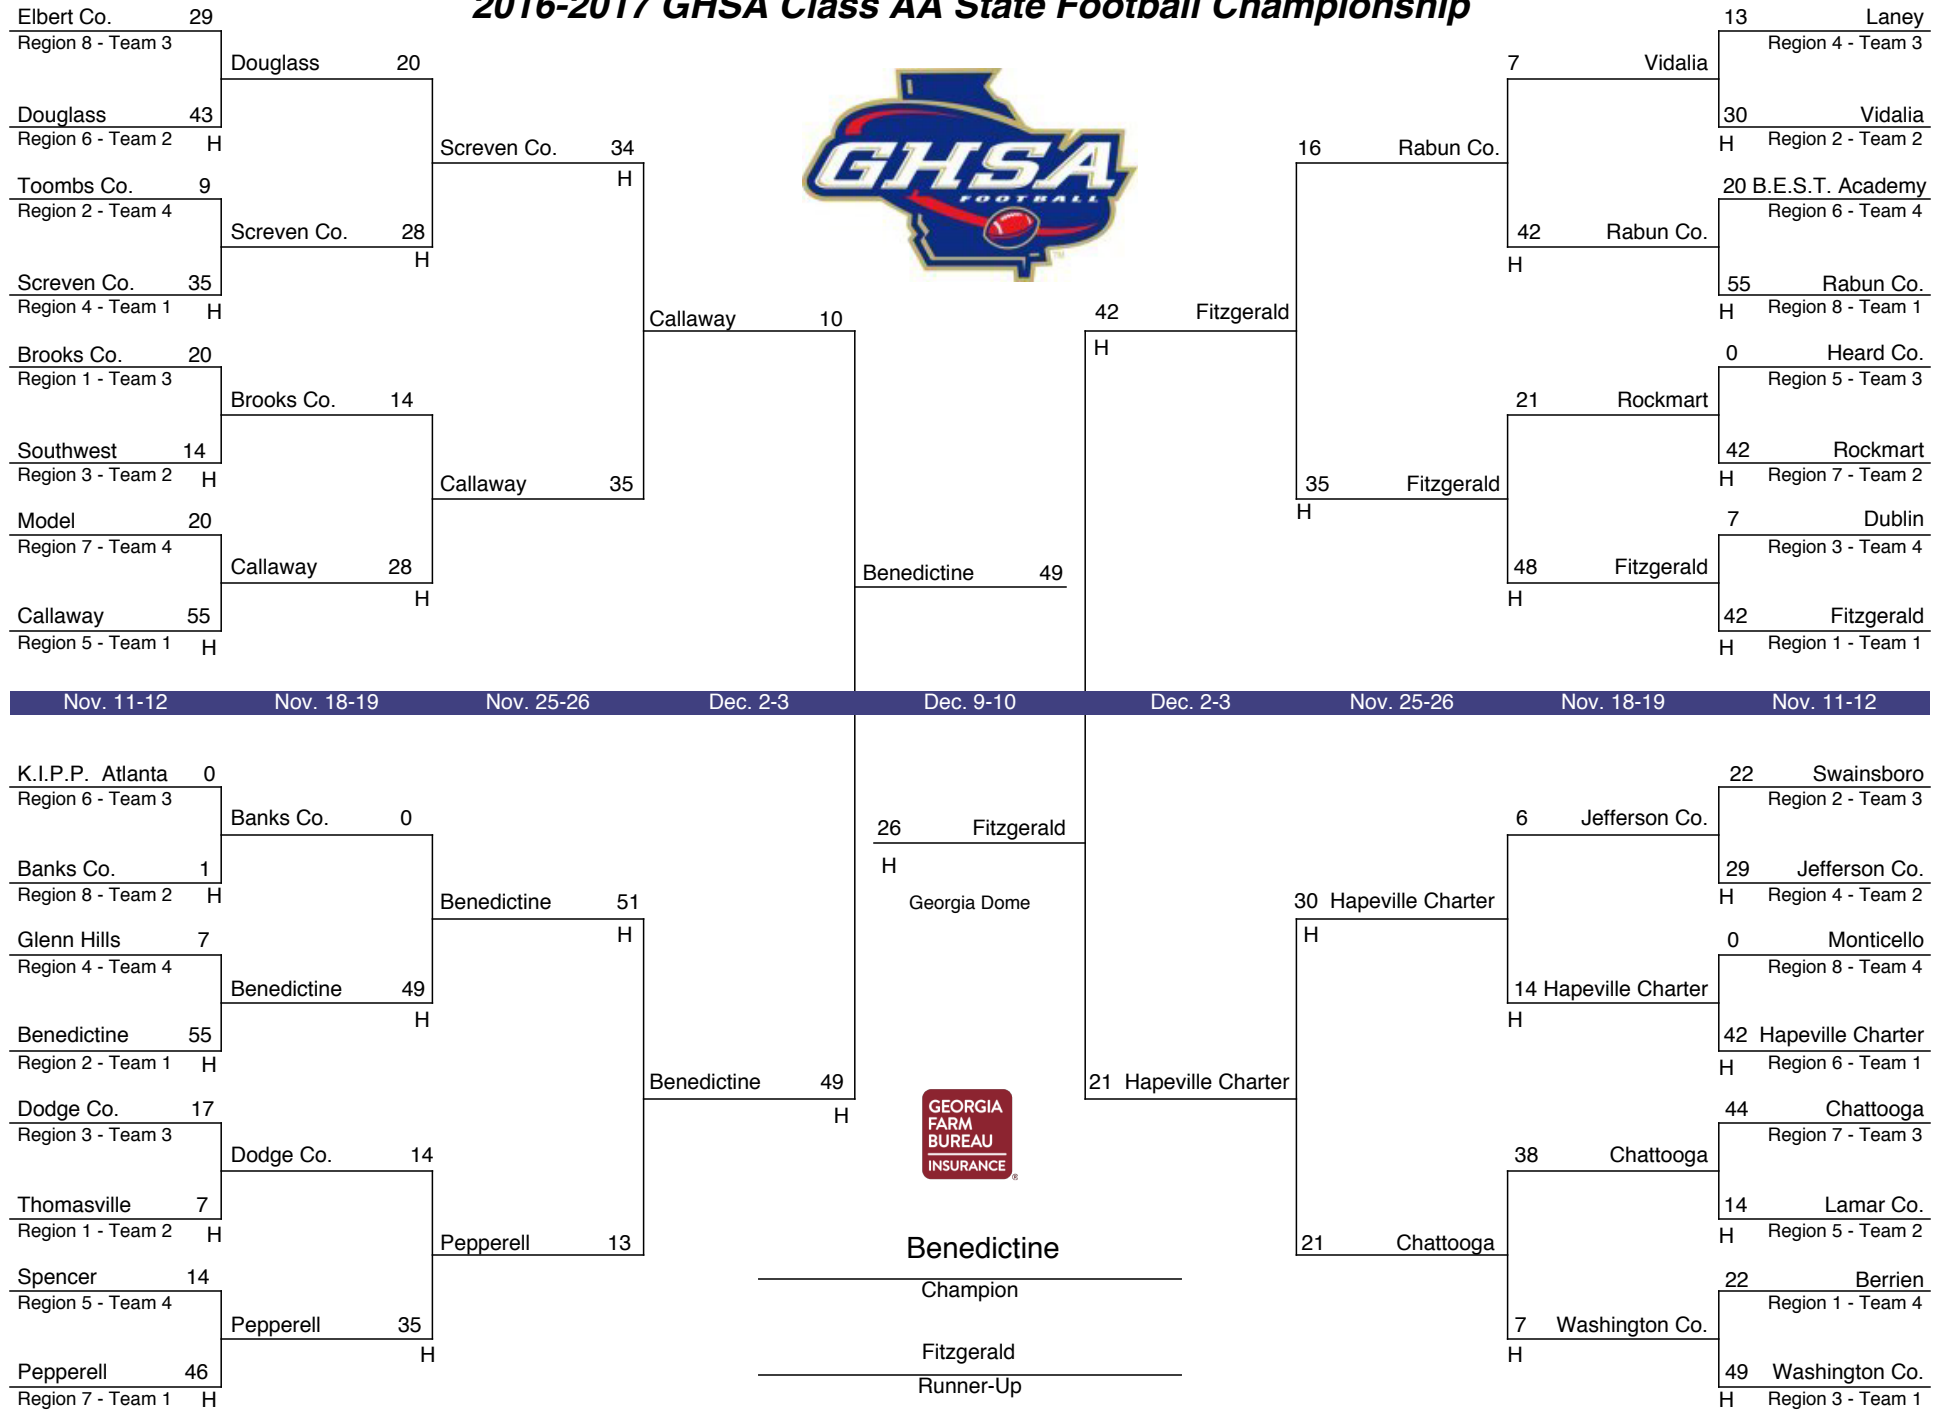 2016-2017 GHSA Class AA State Football Championship
Elbert Co. 29
Region 8 - Team 3
Douglass 43
Region 6 - Team 2 H
Toombs Co. 9
Region 2 - Team 4
Screven Co. 35
Region 4 - Team 1 H
Brooks Co. 20
Region 1 - Team 3
Southwest 14
Region 3 - Team 2 H
Model 20
Region 7 - Team 4
Callaway 55
Region 5 - Team 1 H
Douglass 20
Screven Co. 28
H
Brooks Co. 14
Callaway 28
H
Screven Co. 34
H
Callaway 35
Callaway 10
GHSA
FOOTBALL
TM
Benedictine 49
42 Fitzgerald
H
16 Rabun Co.
35 Fitzgerald
H
7 Vidalia
42 Rabun Co.
H
21 Rockmart
48 Fitzgerald
H
13 Laney
Region 4 - Team 3
30 Vidalia
H Region 2 - Team 2
20 B.E.S.T. Academy
Region 6 - Team 4
55 Rabun Co.
H Region 8 - Team 1
0 Heard Co.
Region 5 - Team 3
42 Rockmart
H Region 7 - Team 2
7 Dublin
Region 3 - Team 4
42 Fitzgerald
H Region 1 - Team 1
Nov. 11-12 Nov. 18-19 Nov. 25-26 Dec. 2-3 Dec. 9-10 Dec. 2-3 Nov. 25-26 Nov. 18-19 Nov. 11-12
K.I.P.P. Atlanta 0
Region 6 - Team 3
Banks Co. 1
Region 8 - Team 2 H
Glenn Hills 7
Region 4 - Team 4
Benedictine 55
Region 2 - Team 1 H
Dodge Co. 17
Region 3 - Team 3
Thomasville 7
Region 1 - Team 2 H
Spencer 14
Region 5 - Team 4
Pepperell 46
Region 7 - Team 1 H
Banks Co. 0
Benedictine 49
H
Dodge Co. 14
Pepperell 35
H
Benedictine 51
H
Pepperell 13
Benedictine 49
H
26 Fitzgerald
H
Georgia Dome
GEORGIA
FARM
BUREAU
INSURANCE
®
Benedictine
Champion
Fitzgerald
Runner-Up
21 Hapeville Charter
30 Hapeville Charter
H
21 Chattooga
6 Jefferson Co.
14 Hapeville Charter
H
38 Chattooga
7 Washington Co.
H
22 Swainsboro
Region 2 - Team 3
29 Jefferson Co.
H Region 4 - Team 2
0 Monticello
Region 8 - Team 4
42 Hapeville Charter
H Region 6 - Team 1
44 Chattooga
Region 7 - Team 3
14 Lamar Co.
H Region 5 - Team 2
22 Berrien
Region 1 - Team 4
49 Washington Co.
H Region 3 - Team 1